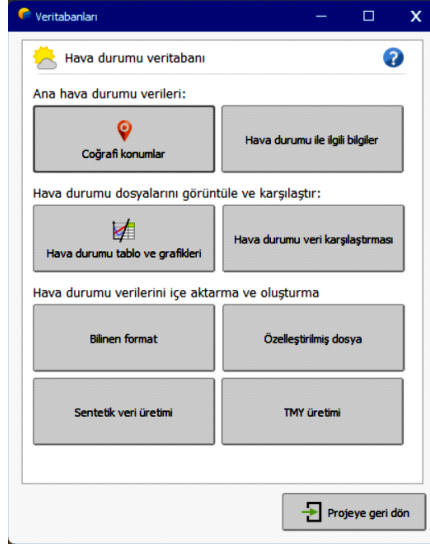 Veritabanları
Hava durumu veritabanı
Ana hava durumu verileri:
Coğrafi konumlar
Hava durumu ile ilgili bilgiler
Hava durumu dosyalarını görüntüle ve karşılaştır:
Hava durumu tablo ve grafikleri
Hava durumu veri karşılaştırması
Hava durumu verilerini içe aktarma ve oluşturma
Bilinen format
Özelleştirilmiş dosya
Sentetik veri üretimi
TMY üretimi
Projeye geri dön